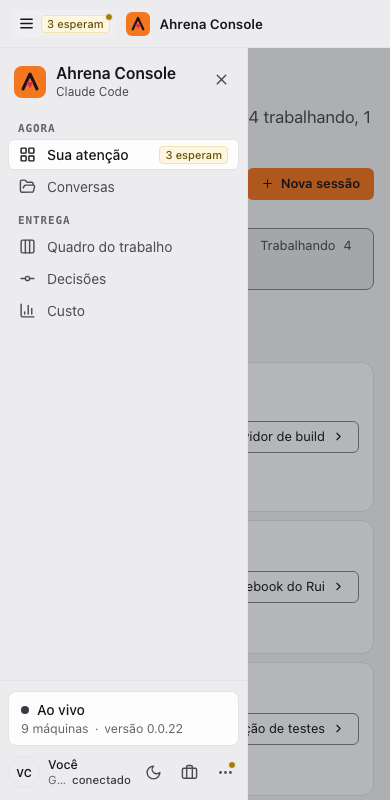 3 esperam
Ahrena Console
Ahrena Console
Claude Code
AGORA
Sua atenção
3 esperam
Conversas
ENTREGA
Quadro do trabalho
Decisões
Custo
4 trabalhando, 1
Nova sessão
Trabalhando 4
vidor de build
ebook do Rui
ção de testes
Ao vivo
9 máquinas · versão 0.0.22
VC
Você
G... conectado